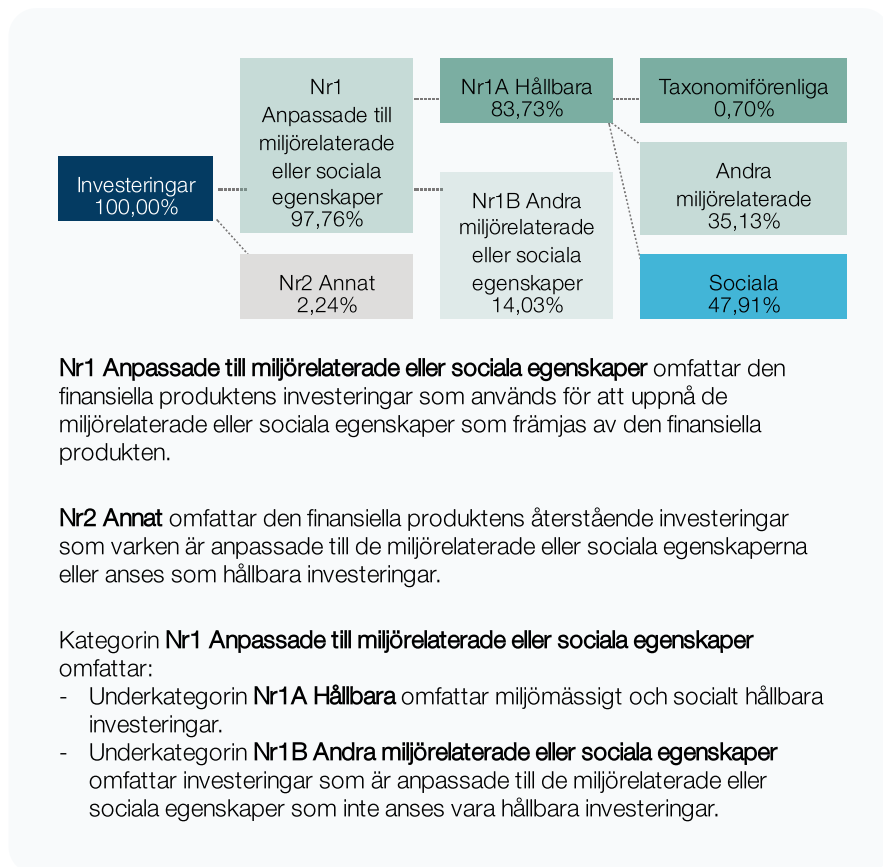 Investeringar
100,00%
Nr1
Anpassade till
miljörelaterade
eller sociala
egenskaper
97,76%
Nr2 Annat
2,24%
Nr1A Hållbara
83,73%
Nr1B Andra
miljörelaterade
eller sociala
egenskaper
14,03%
Taxonomiförenliga
0,70%
Andra
miljörelaterade
35,13%
Sociala
47,91%
Nr1 Anpassade till miljörelaterade eller sociala egenskaper omfattar den
finansiella produktens investeringar som används för att uppnå de
miljörelaterade eller sociala egenskaper som främjas av den finansiella
produkten.
Nr2 Annat omfattar den finansiella produktens återstående investeringar
som varken är anpassade till de miljörelaterade eller sociala egenskaperna
eller anses som hållbara investeringar.
Kategorin Nr1 Anpassade till miljörelaterade eller sociala egenskaper
omfattar:
- Underkategorin Nr1A Hållbara omfattar miljömässigt och socialt hållbara
investeringar.
- Underkategorin Nr1B Andra miljörelaterade eller sociala egenskaper
omfattar investeringar som är anpassade till de miljörelaterade eller
sociala egenskaper som inte anses vara hållbara investeringar.